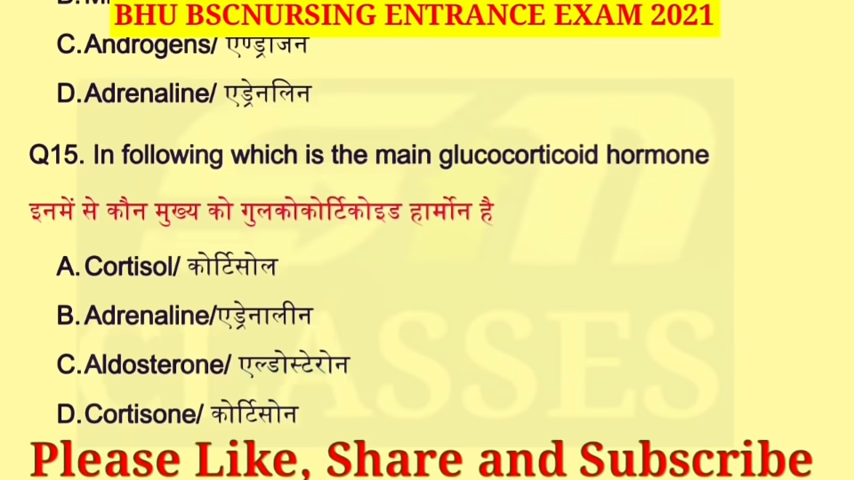 BHU BSCNURSING ENTRANCE EXAM 2021
C.Androgens/ एण्ड्राजन
D.Adrenaline/ एड्रेनलिन
Q15. In following which is the main glucocorticoid hormone
इनमें से कौन मुख्य को गुलकोकोर्टिकोइड हार्मोन है
A. Cortisol/ कोर्टिसोल
B. Adrenaline/एड्रेनालीन
C.Aldosterone/ एल्डोस्टेरोन
D.Cortisone/ कोर्टिसोन
CLASSES
Please Like, Share and Subscribe